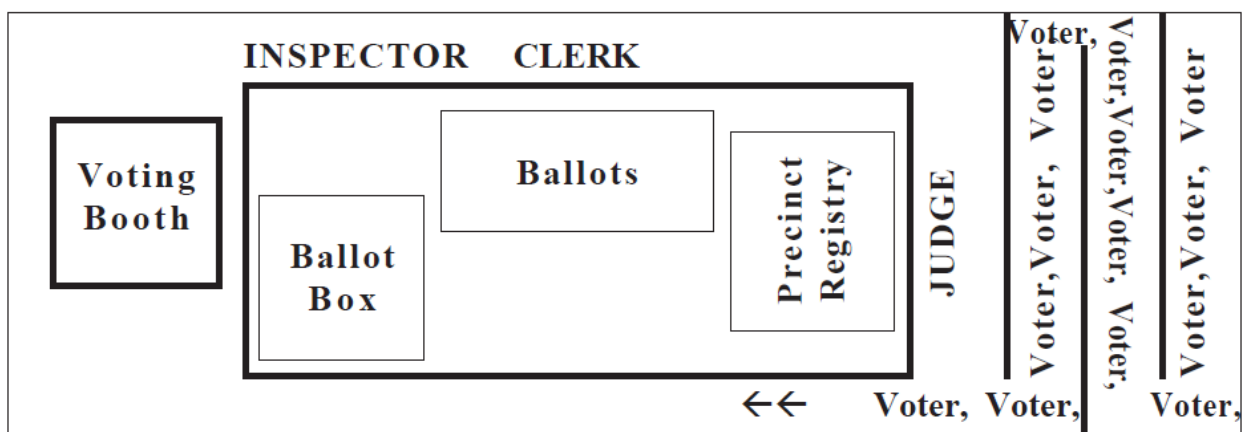 INSPECTOR CLERK
Voting
Booth
Ballots
Ballot
Box
Precinct
Registry
JUDGE
Voter,
Voter,Voter, Voter
Voter,Voter,Voter, Voter,
Voter,Voter, Voter
←← Voter, Voter, Voter,